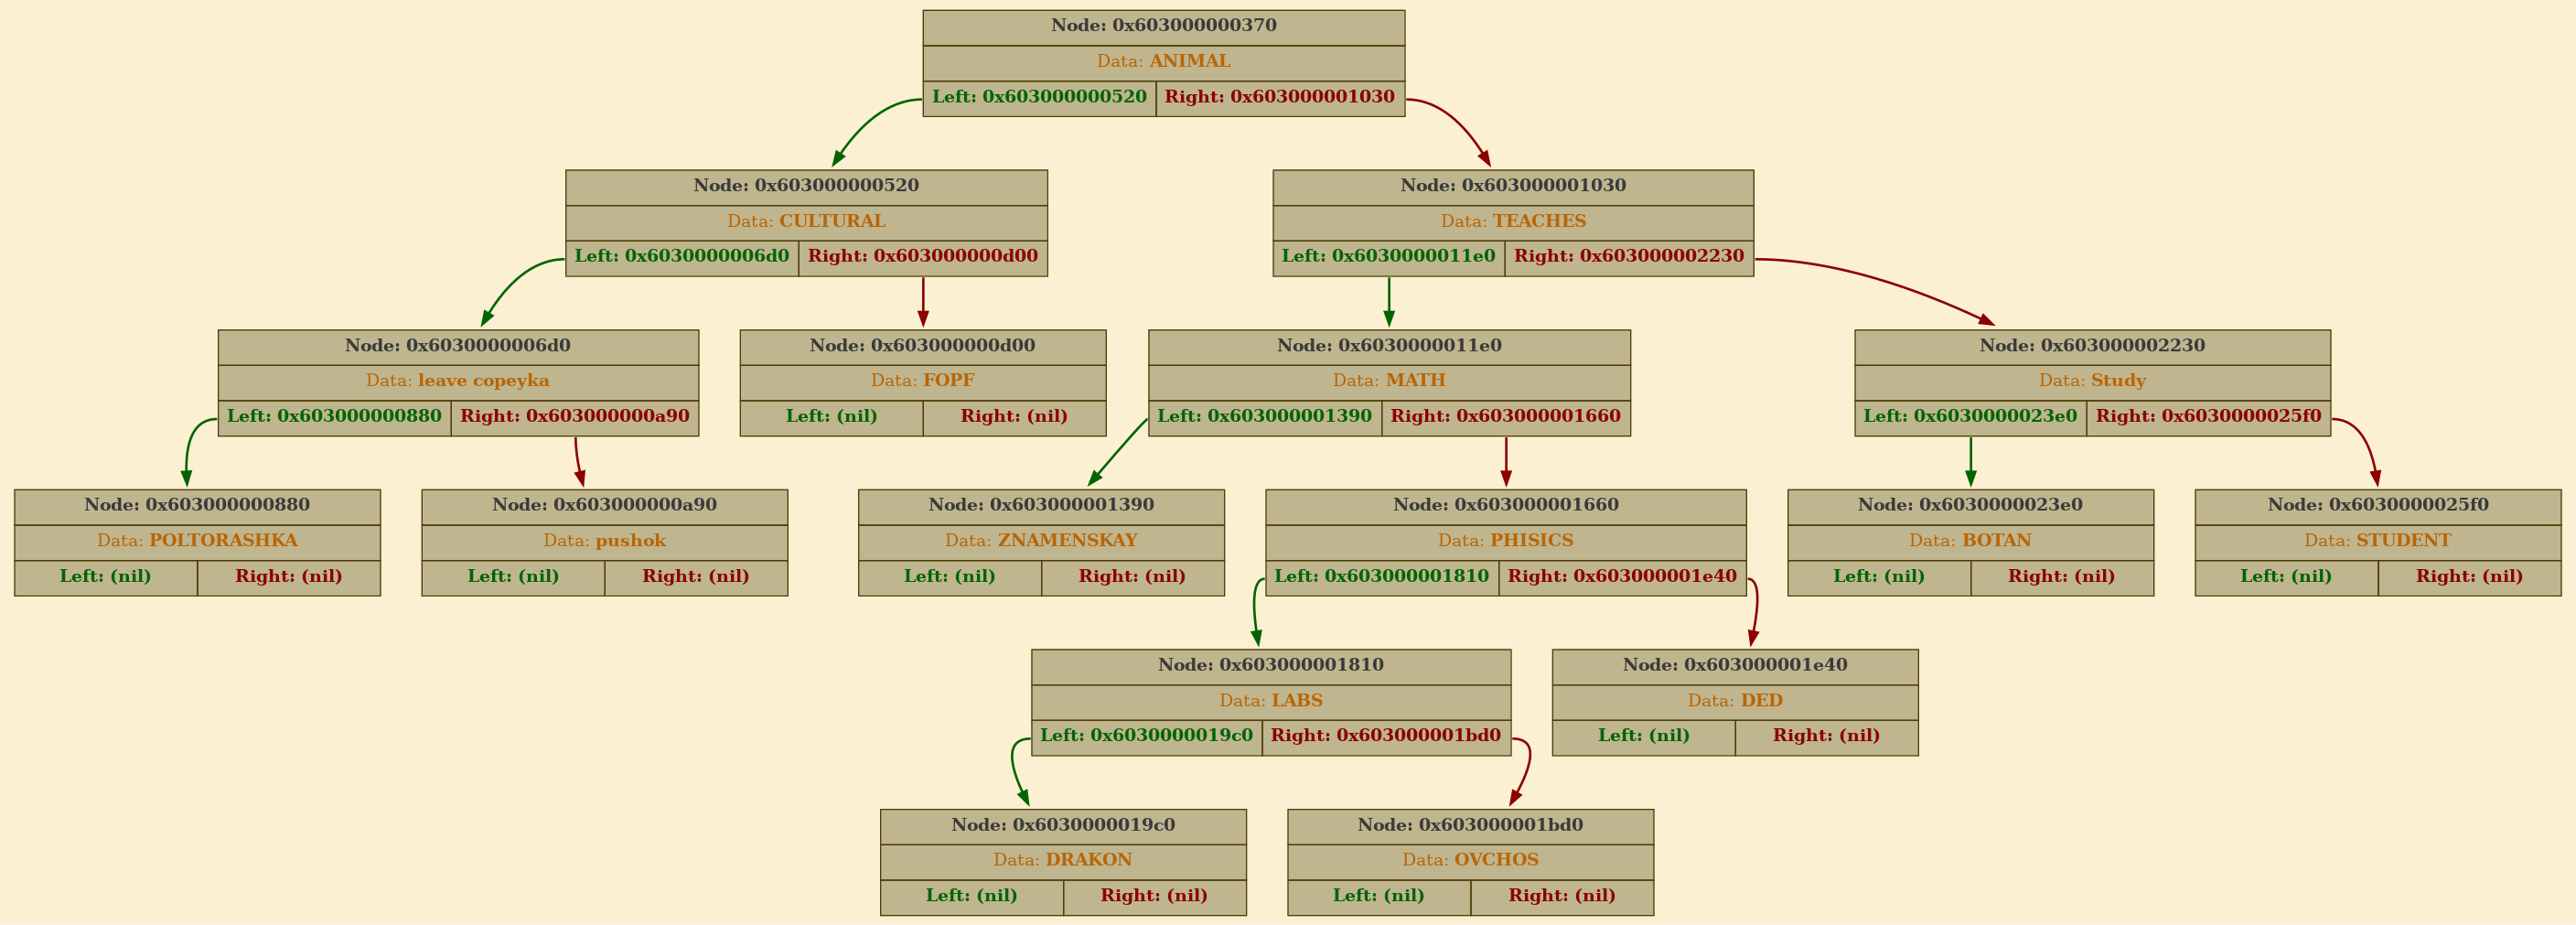 Node: 0x603000000370
Data: ANIMAL
Left: 0x603000000520 Right: 0x603000001030
Node: 0x603000000520
Data: CULTURAL
Left: 0x6030000006d0 Right: 0x603000000d00
Node: 0x603000001030
Data: TEACHES
Left: 0x6030000011e0 Right: 0x603000002230
Node: 0x6030000006d0
Data: leave copeyka
Left: 0x603000000880 Right: 0x603000000a90
Node: 0x603000000d00
Data: FOPF
Left: (nil) Right: (nil)
Node: 0x6030000011e0
Data: MATH
Left: 0x603000001390 Right: 0x603000001660
Node: 0x603000002230
Data: Study
Left: 0x6030000023e0 Right: 0x6030000025f0
Node: 0x603000000880
Data: POLTORASHKA
Left: (nil) Right: (nil)
Node: 0x603000000a90
Data: pushok
Left: (nil) Right: (nil)
Node: 0x603000001390
Data: ZNAMENSKAY
Left: (nil) Right: (nil)
Node: 0x603000001660
Data: PHISICS
Left: 0x603000001810 Right: 0x603000001e40
Node: 0x6030000023e0
Data: BOTAN
Left: (nil) Right: (nil)
Node: 0x6030000025f0
Data: STUDENT
Left: (nil) Right: (nil)
Node: 0x603000001810
Data: LABS
Left: 0x6030000019c0 Right: 0x603000001bd0
Node: 0x603000001e40
Data: DED
Left: (nil) Right: (nil)
Node: 0x6030000019c0
Data: DRAKON
Left: (nil) Right: (nil)
Node: 0x603000001bd0
Data: OVCHOS
Left: (nil) Right: (nil)